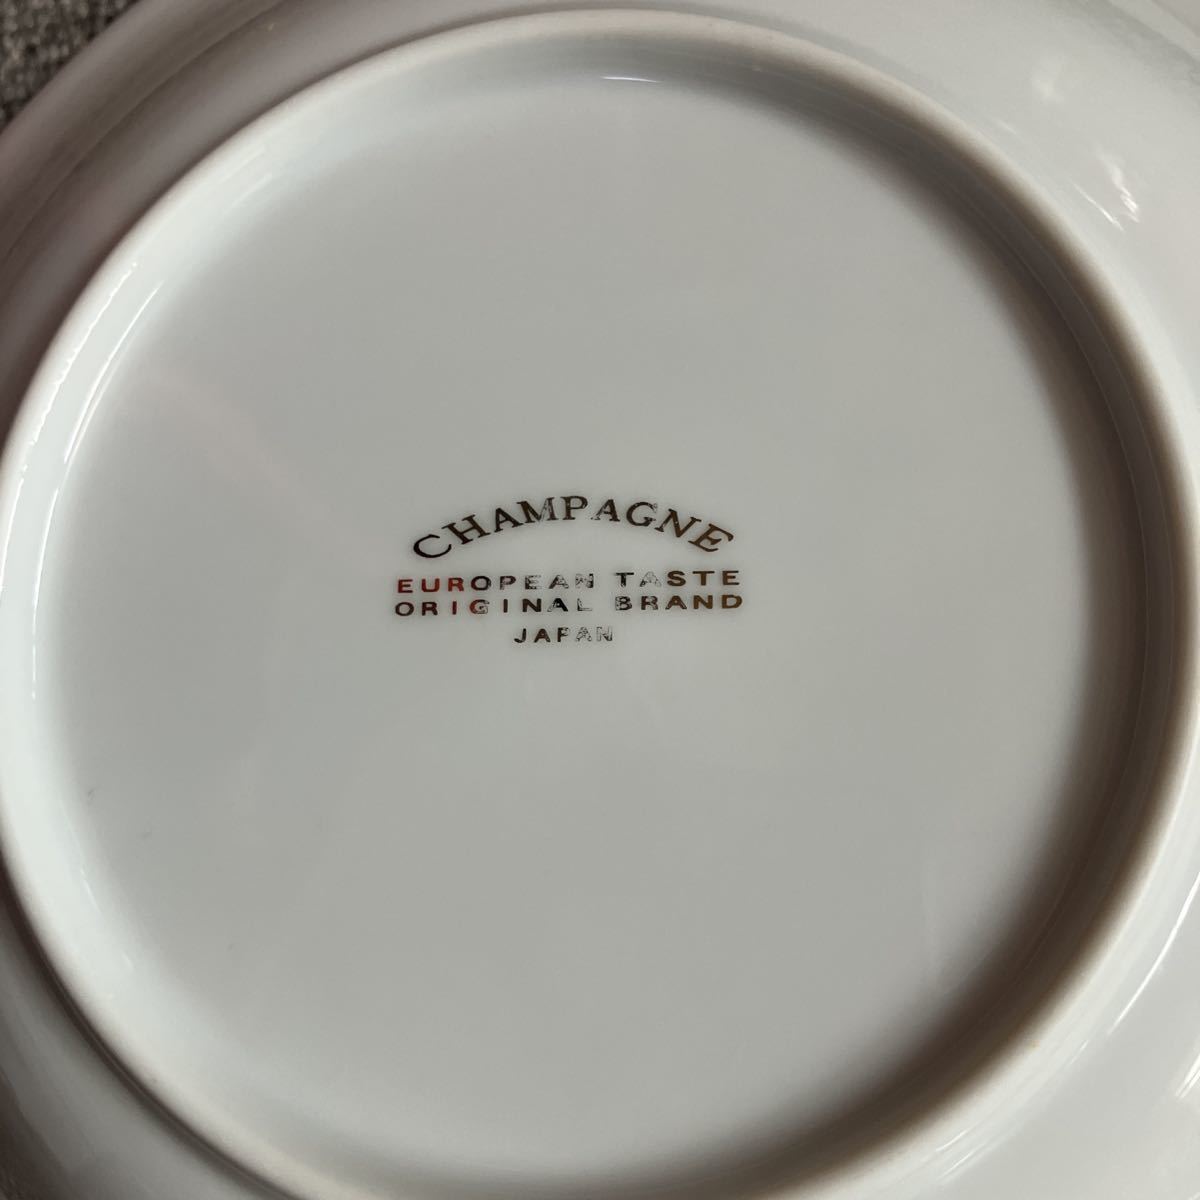 CHAMPAGNE
EUROPEAN TASTE
ORIGINAL BRAND
JAPAN